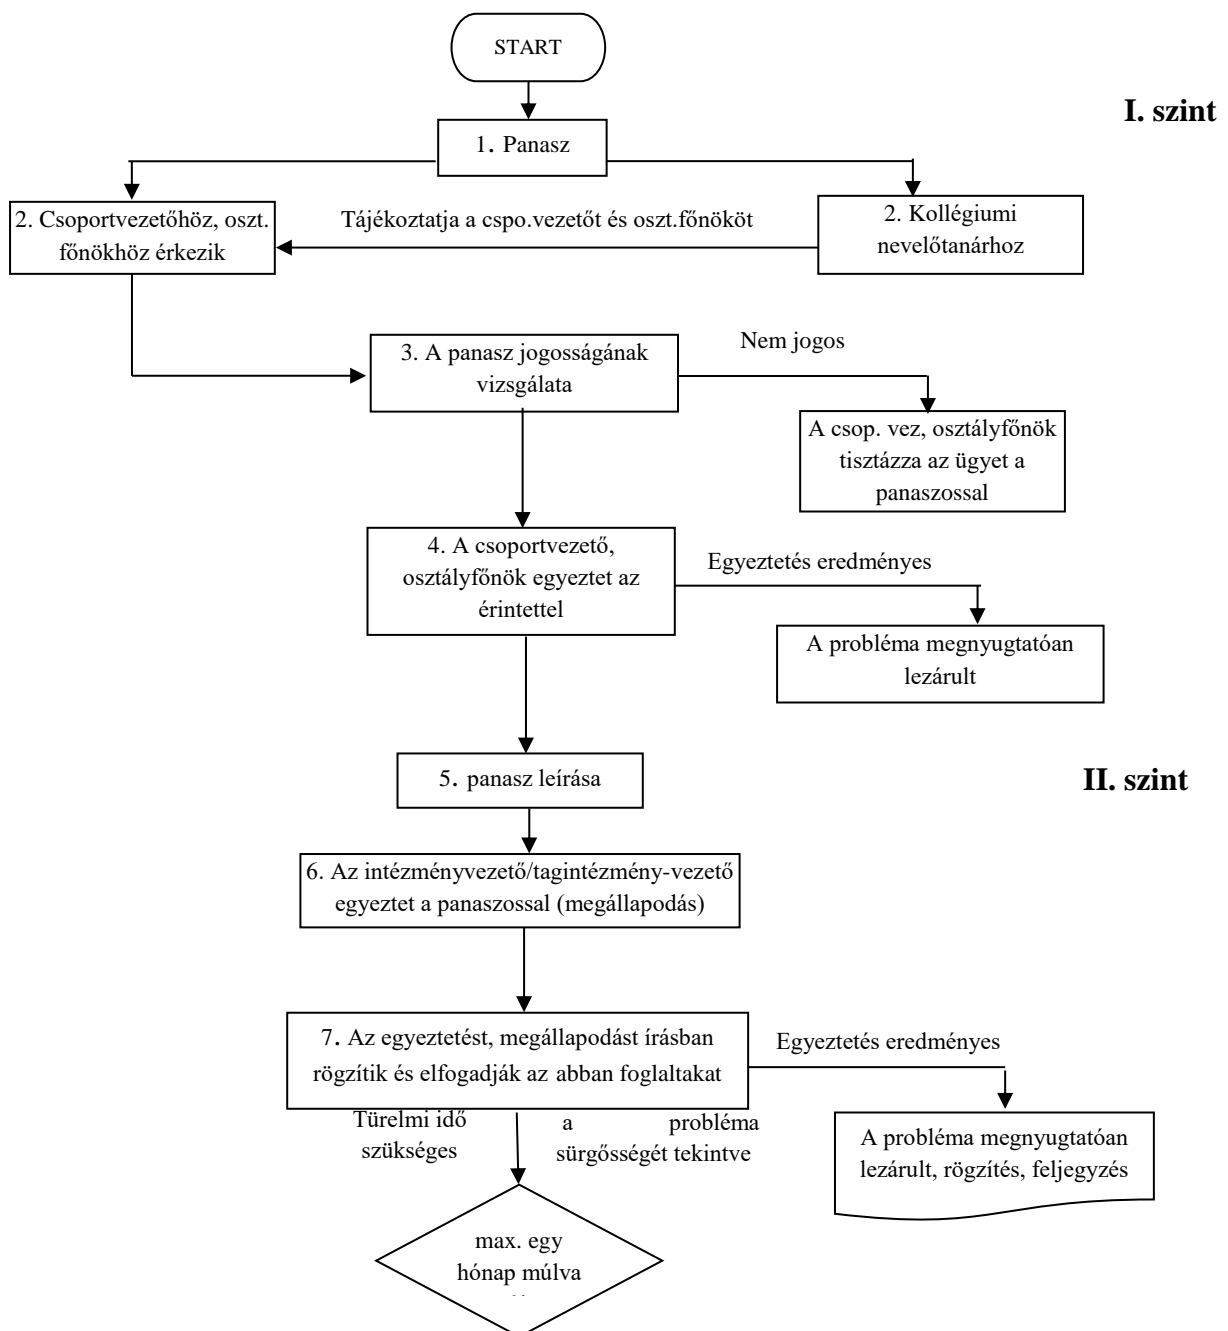 START
I. szint
1. Panasz
2. Csoportvezetőhöz, oszt.
főnökhöz érkezik
Tájékoztatja a cspo.vezetőt és oszt.főnököt
2. Kollégiumi
nevelőtanárhoz
3. A panasz jogosságának
vizsgálata
Nem jogos
A csop. vez, osztályfőnök
tisztázza az ügyet a
panaszossal
4. A csoportvezető,
osztályfőnök egyeztet az
érintettel
Egyeztetés eredményes
A probléma megnyugtatóan
lezárult
5. panasz leírása
II. szint
6. Az intézményvezető/tagintézmény-vezető
egyeztet a panaszossal (megállapodás)
7. Az egyeztetést, megállapodást írásban
rögzítik és elfogadják az abban foglaltakat
Egyeztetés eredményes
Türelmi idő
szükséges
a probléma
sürgősségét tekintve
A probléma megnyugtatóan
lezárult, rögzítés, feljegyzés
max. egy
hónap múlva